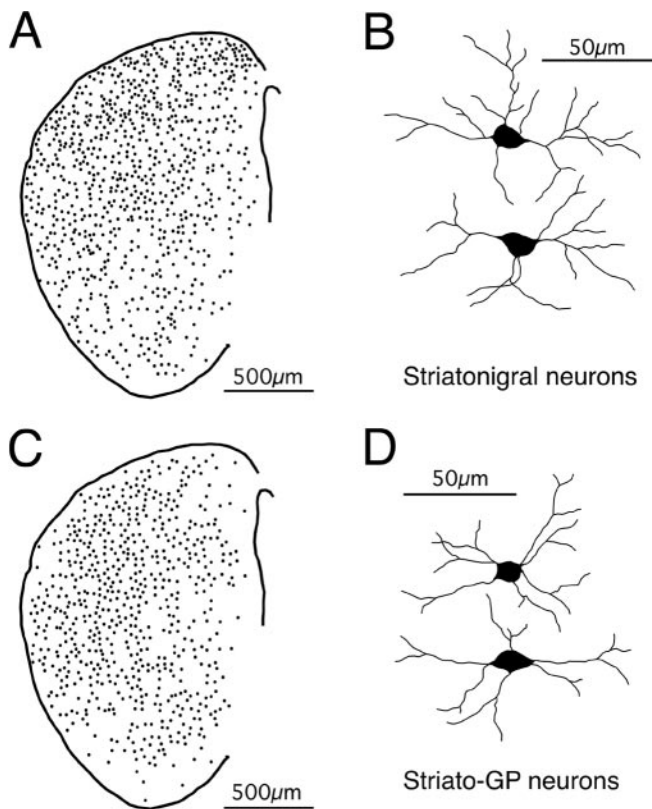 A
B
50µm
500µm
Striatonigral neurons
C
D
50µm
500µm
Striato-GP neurons